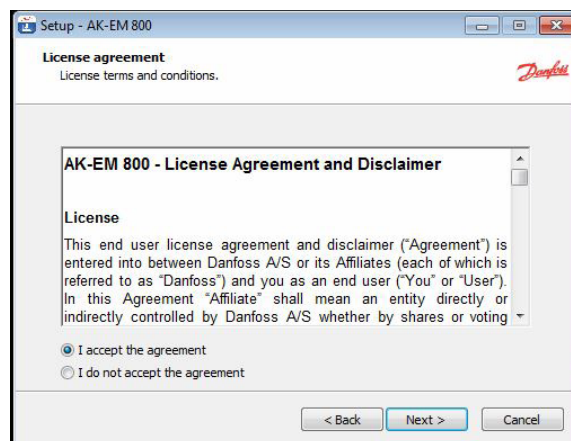 Setup - AK-EM 800
License agreement
License terms and conditions.
Danfoss
AK-EM 800 - License Agreement and Disclaimer
License
This end user license agreement and disclaimer (“Agreement”) is
entered into between Danfoss A/S or its Affiliates (each of which is
referred to as “Danfoss”) and you as an end user (“You” or “User”).
In this Agreement “Affiliate” shall mean an entity directly or
indirectly controlled by Danfoss A/S whether by shares or voting
I accept the agreement
I do not accept the agreement
< Back
Next >
Cancel